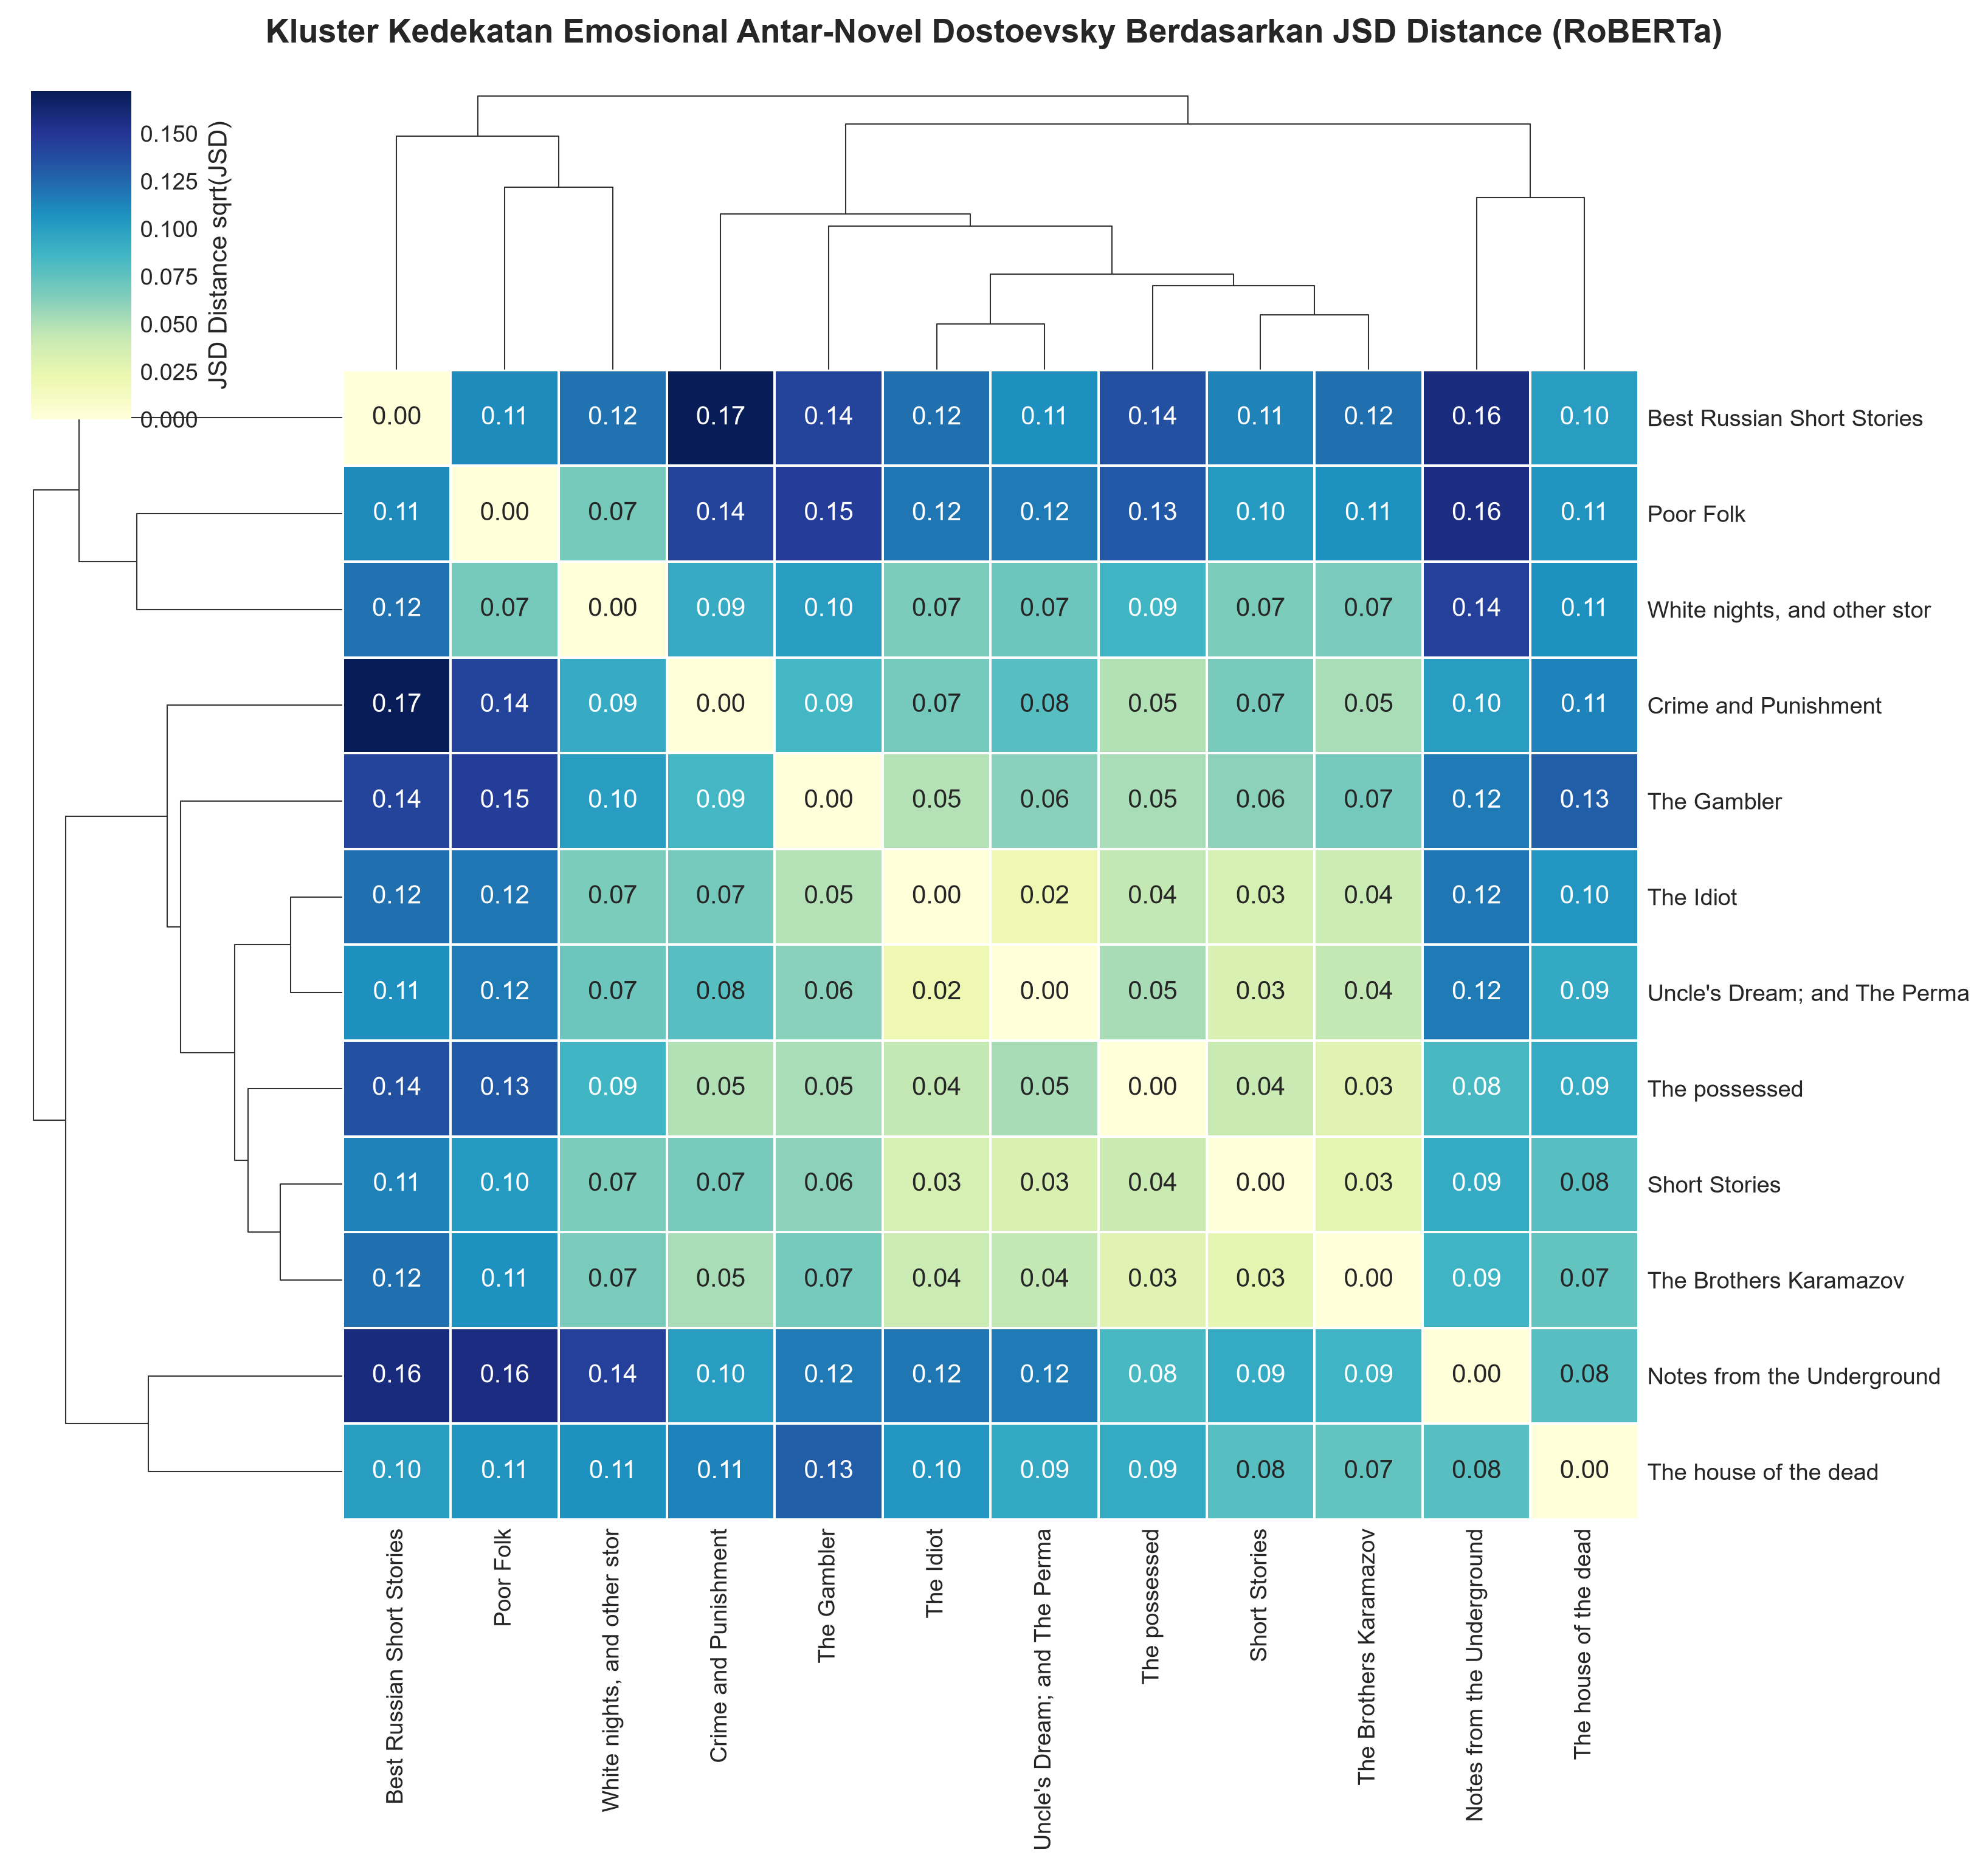 Kluster Kedekatan Emosional Antar-Novel Dostoevsky Berdasarkan JSD Distance (RoBERTa)
0.150
0.125
0.100
0.075
0.050
0.025
0.000
JSD Distance sqrt(JSD)
0.00 0.11 0.12 0.17 0.14 0.12 0.11 0.14 0.11 0.12 0.16 0.10 Best Russian Short Stories
0.11 0.00 0.07 0.14 0.15 0.12 0.12 0.13 0.10 0.11 0.16 0.11 Poor Folk
0.12 0.07 0.00 0.09 0.10 0.07 0.07 0.09 0.07 0.07 0.14 0.11 White nights, and other stor
0.17 0.14 0.09 0.00 0.09 0.07 0.08 0.05 0.07 0.05 0.10 0.11 Crime and Punishment
0.14 0.15 0.10 0.09 0.00 0.05 0.06 0.05 0.06 0.07 0.12 0.13 The Gambler
0.12 0.12 0.07 0.07 0.05 0.00 0.02 0.04 0.03 0.04 0.12 0.10 The Idiot
0.11 0.12 0.07 0.08 0.06 0.02 0.00 0.05 0.03 0.04 0.12 0.09 Uncle's Dream; and The Perma
0.14 0.13 0.09 0.05 0.05 0.04 0.05 0.00 0.04 0.03 0.08 0.09 The possessed
0.11 0.10 0.07 0.07 0.06 0.03 0.03 0.04 0.00 0.03 0.09 0.08 Short Stories
0.12 0.11 0.07 0.05 0.07 0.04 0.04 0.03 0.03 0.00 0.09 0.07 The Brothers Karamazov
0.16 0.16 0.14 0.10 0.12 0.12 0.12 0.08 0.09 0.09 0.00 0.08 Notes from the Underground
0.10 0.11 0.11 0.11 0.13 0.10 0.09 0.09 0.08 0.07 0.08 0.00 The house of the dead
Best Russian Short Stories
Poor Folk
White nights, and other stor
Crime and Punishment
The Gambler
The Idiot
Uncle's Dream; and The Perma
The possessed
Short Stories
The Brothers Karamazov
Notes from the Underground
The house of the dead